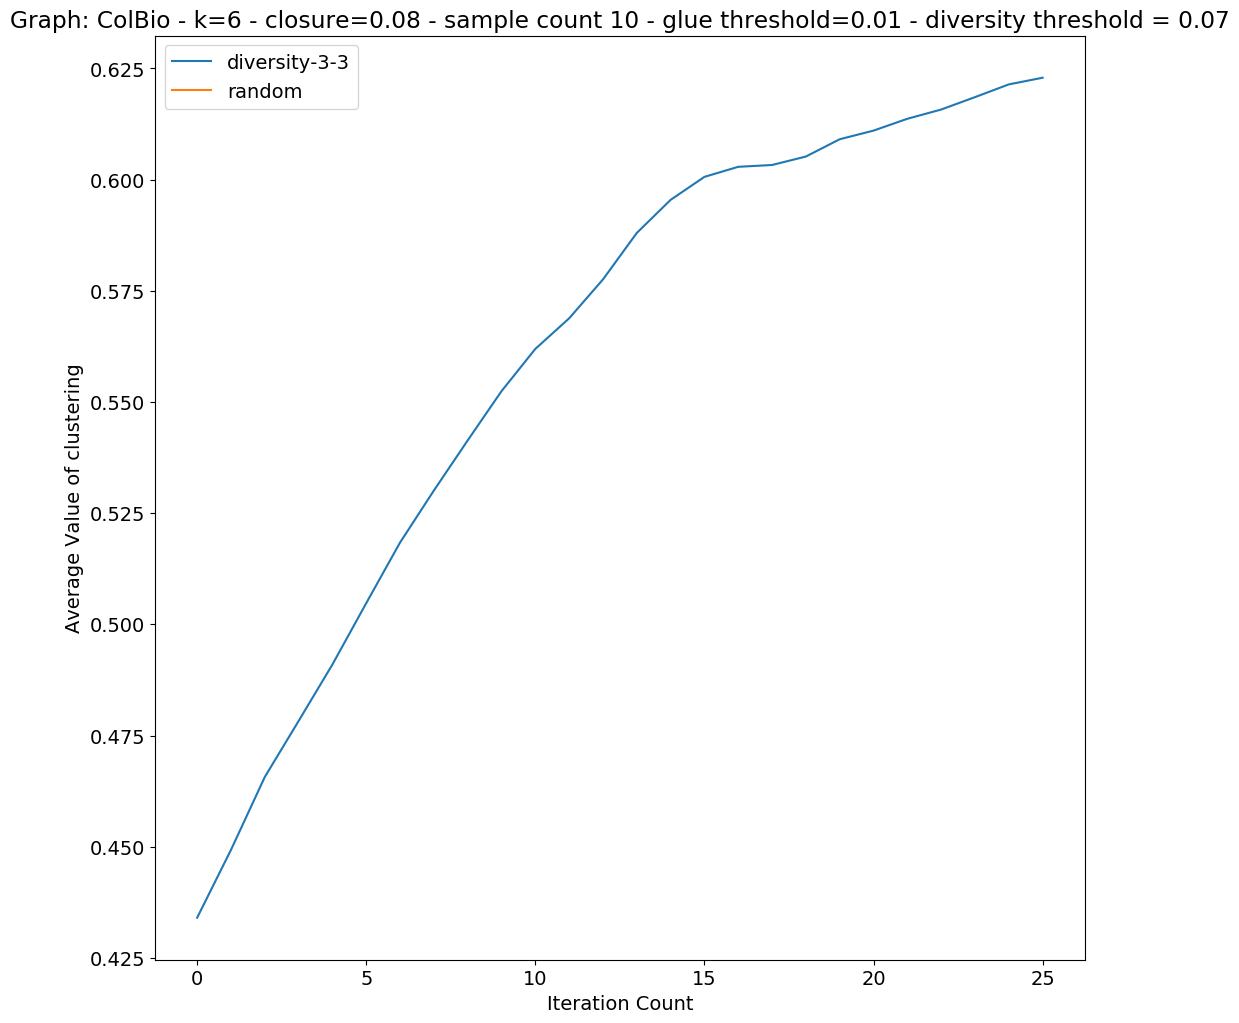 Graph: ColBio - k=6 - closure=0.08 - sample count 10 - glue threshold=0.01 - diversity threshold = 0.07
diversity-3-3
random
0.625
0.600
0.575
0.550
0.525
0.500
0.475
0.450
0.425
Average Value of clustering
0 5 10 15 20 25
Iteration Count